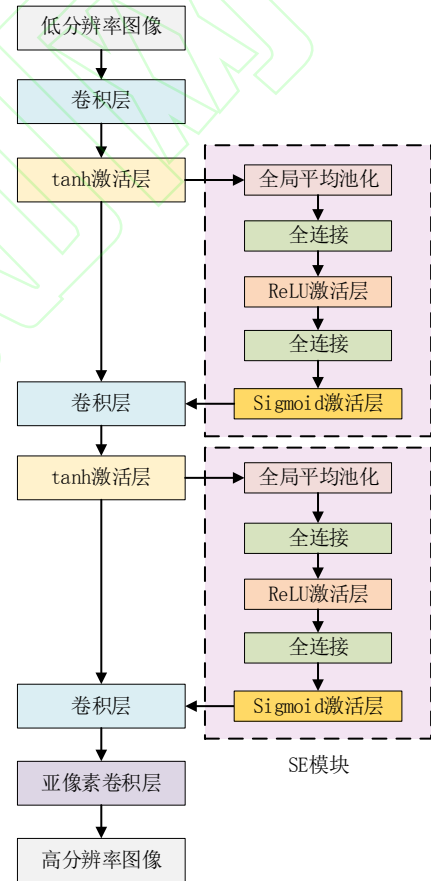 低分辨率图像
卷积层
tanh激活层
全局平均池化
全连接
ReLU激活层
全连接
Sigmoid激活层
卷积层
tanh激活层
全局平均池化
全连接
ReLU激活层
全连接
Sigmoid激活层
卷积层
SE模块
亚像素卷积层
高分辨率图像